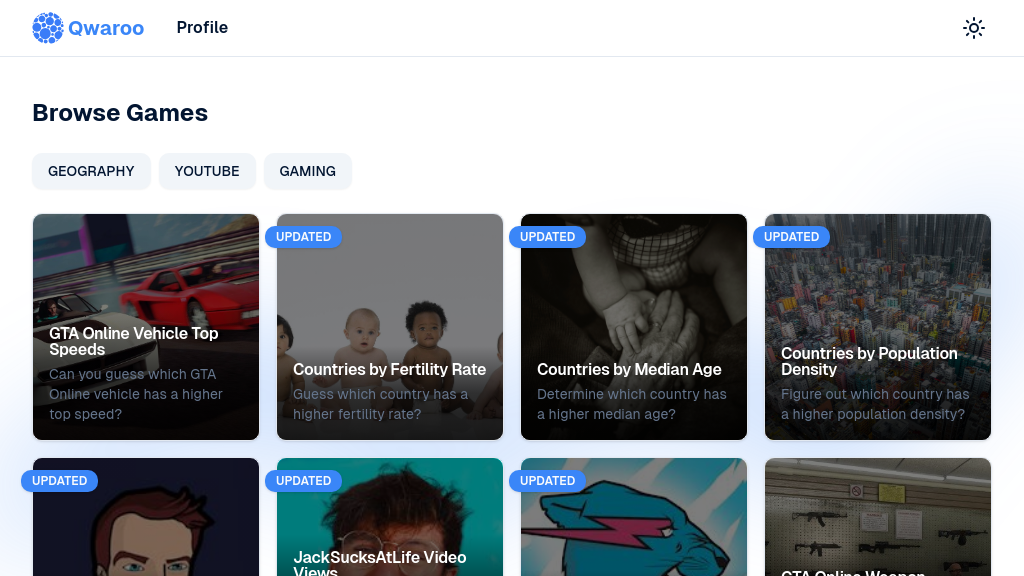 Qwaroo
Profile
Browse Games
GEOGRAPHY
YOUTUBE
GAMING
GTA Online Vehicle Top
Speeds
Can you guess which GTA
Online vehicle has a higher
top speed?
UPDATED
Countries by Fertility Rate
Guess which country has a
higher fertility rate?
UPDATED
Countries by Median Age
Determine which country has
a higher median age?
UPDATED
Countries by Population
Density
Figure out which country has
a higher population density?
UPDATED
UPDATED
JackSucksAtLife Video
Views
UPDATED
GTA Online Weapon